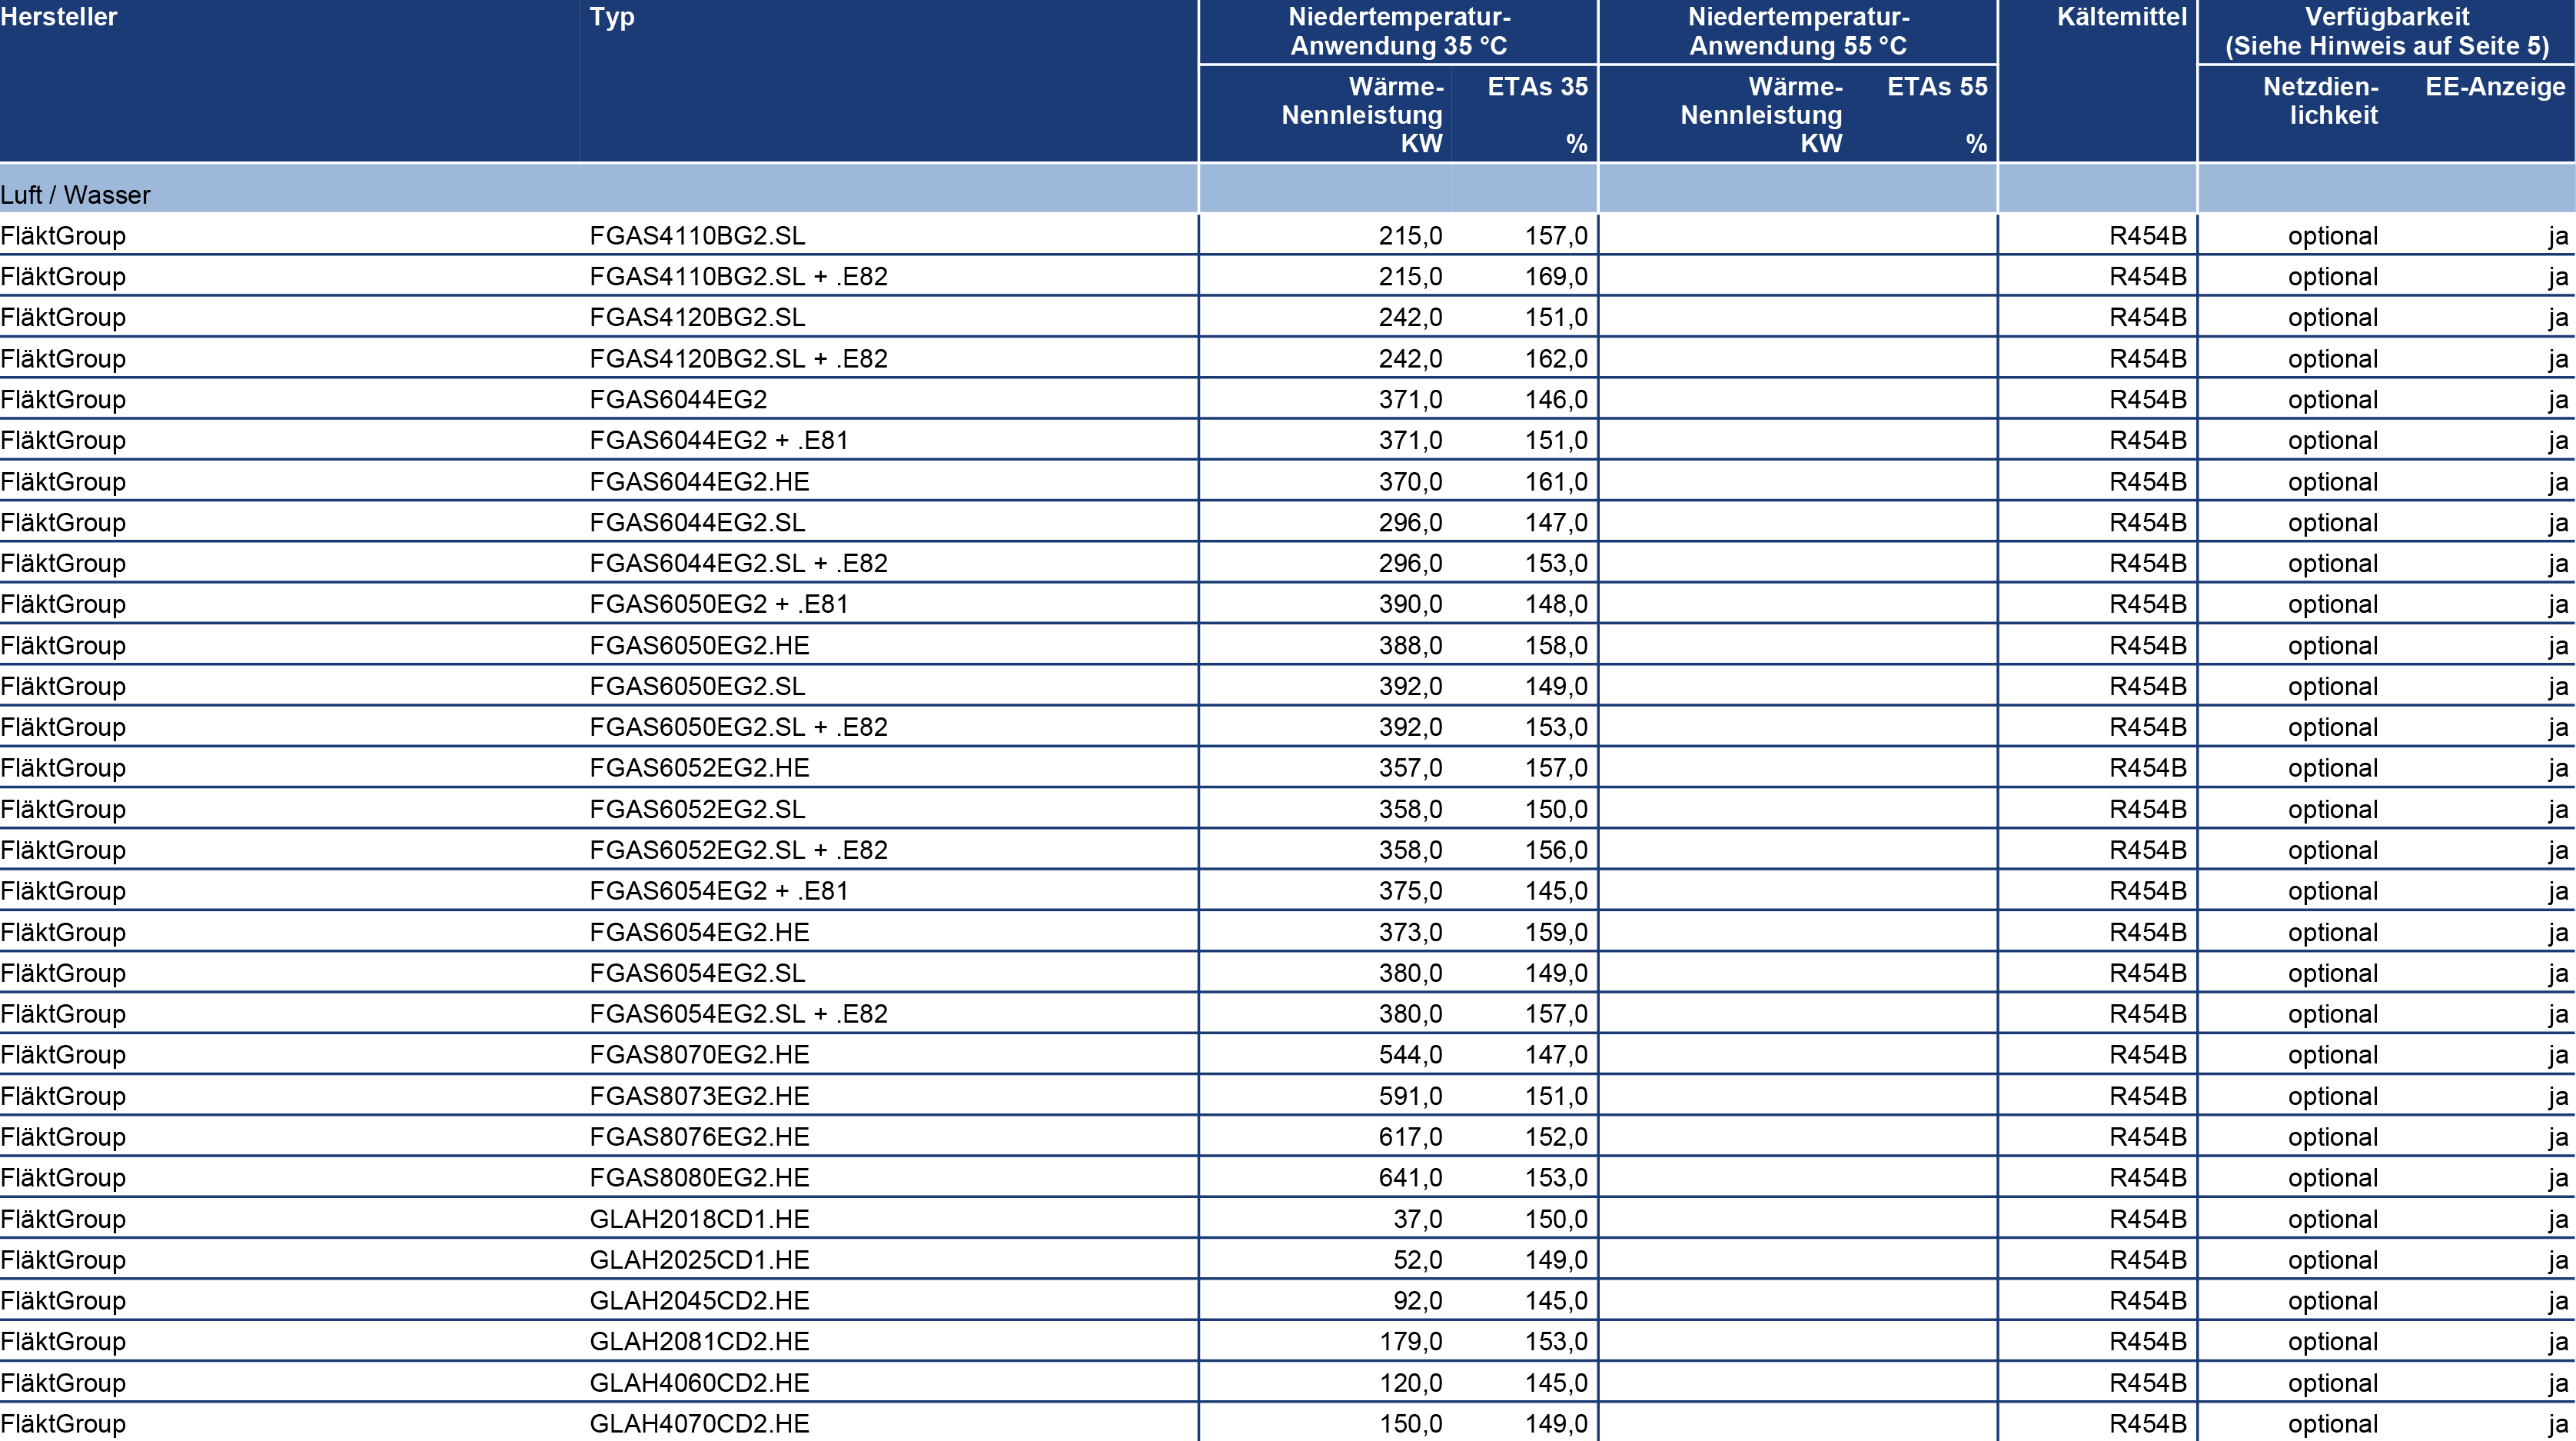 Hersteller Typ Niedertemperatur-Anwendung 35 °C Niedertemperatur-Anwendung 55 °C Kältemittel Verfügbarkeit (Siehe Hinweis auf Seite 5)
Wärme-Nennleistung KW ETAs 35 % Wärme-Nennleistung KW ETAs 55 % Netzdien-lichkeit EE-Anzeige
Luft / Wasser
FläktGroup FGAS4110BG2.SL 215,0 157,0 R454B optional ja
FläktGroup FGAS4110BG2.SL + .E82 215,0 169,0 R454B optional ja
FläktGroup FGAS4120BG2.SL 242,0 151,0 R454B optional ja
FläktGroup FGAS4120BG2.SL + .E82 242,0 162,0 R454B optional ja
FläktGroup FGAS6044EG2 371,0 146,0 R454B optional ja
FläktGroup FGAS6044EG2 + .E81 371,0 151,0 R454B optional ja
FläktGroup FGAS6044EG2.HE 370,0 161,0 R454B optional ja
FläktGroup FGAS6044EG2.SL 296,0 147,0 R454B optional ja
FläktGroup FGAS6044EG2.SL + .E82 296,0 153,0 R454B optional ja
FläktGroup FGAS6050EG2 + .E81 390,0 148,0 R454B optional ja
FläktGroup FGAS6050EG2.HE 388,0 158,0 R454B optional ja
FläktGroup FGAS6050EG2.SL 392,0 149,0 R454B optional ja
FläktGroup FGAS6050EG2.SL + .E82 392,0 153,0 R454B optional ja
FläktGroup FGAS6052EG2.HE 357,0 157,0 R454B optional ja
FläktGroup FGAS6052EG2.SL 358,0 150,0 R454B optional ja
FläktGroup FGAS6052EG2.SL + .E82 358,0 156,0 R454B optional ja
FläktGroup FGAS6054EG2 + .E81 375,0 145,0 R454B optional ja
FläktGroup FGAS6054EG2.HE 373,0 159,0 R454B optional ja
FläktGroup FGAS6054EG2.SL 380,0 149,0 R454B optional ja
FläktGroup FGAS6054EG2.SL + .E82 380,0 157,0 R454B optional ja
FläktGroup FGAS8070EG2.HE 544,0 147,0 R454B optional ja
FläktGroup FGAS8073EG2.HE 591,0 151,0 R454B optional ja
FläktGroup FGAS8076EG2.HE 617,0 152,0 R454B optional ja
FläktGroup FGAS8080EG2.HE 641,0 153,0 R454B optional ja
FläktGroup GLAH2018CD1.HE 37,0 150,0 R454B optional ja
FläktGroup GLAH2025CD1.HE 52,0 149,0 R454B optional ja
FläktGroup GLAH2045CD2.HE 92,0 145,0 R454B optional ja
FläktGroup GLAH2081CD2.HE 179,0 153,0 R454B optional ja
FläktGroup GLAH4060CD2.HE 120,0 145,0 R454B optional ja
FläktGroup GLAH4070CD2.HE 150,0 149,0 R454B optional ja